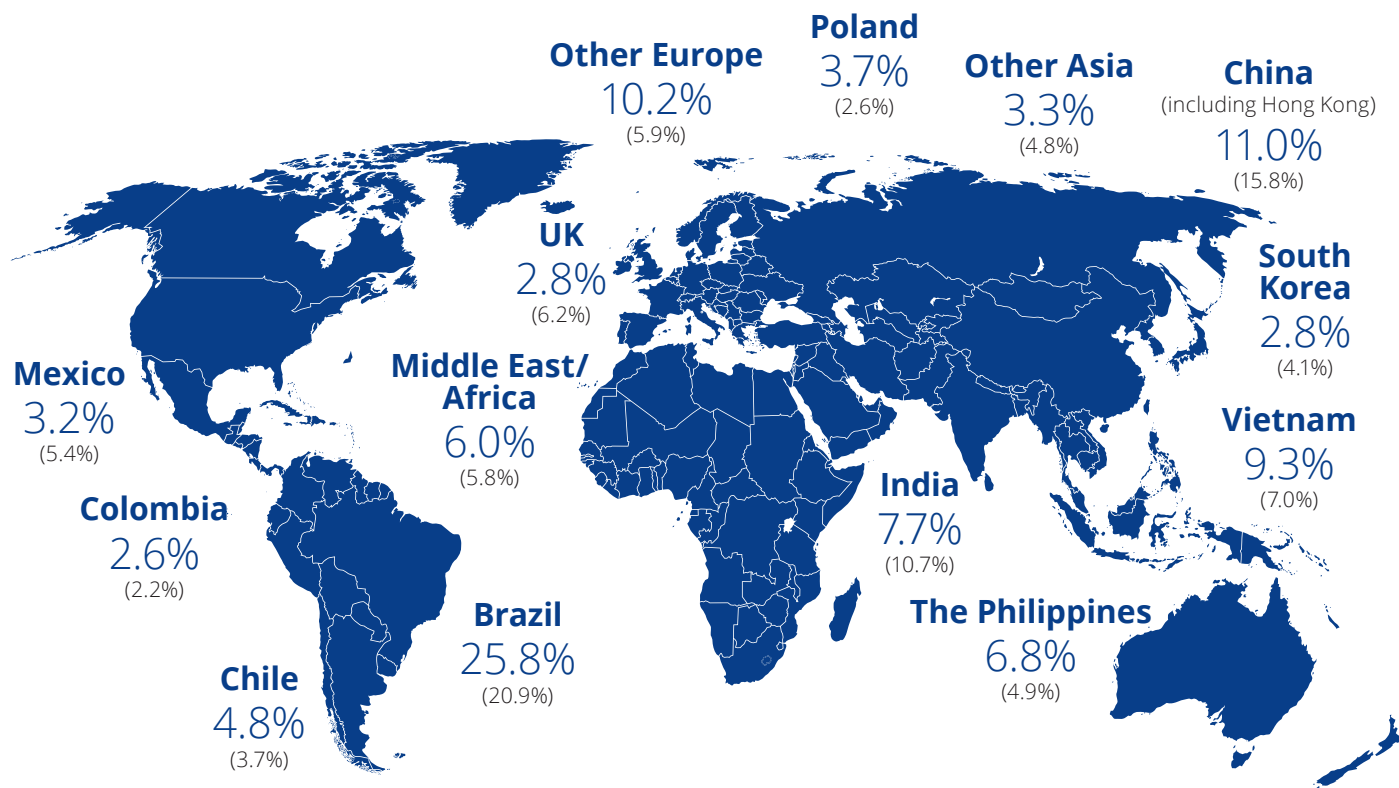 Poland
3.7%
(2.6%)
Other Europe
10.2%
(5.9%)
Other Asia
3.3%
(4.8%)
China
(including Hong Kong)
11.0%
(15.8%)
UK
2.8%
(6.2%)
South
Korea
2.8%
(4.1%)
Mexico
3.2%
(5.4%)
Middle East/
Africa
6.0%
(5.8%)
Vietnam
9.3%
(7.0%)
India
7.7%
(10.7%)
Colombia
2.6%
(2.2%)
Brazil
25.8%
(20.9%)
The Philippines
6.8%
(4.9%)
Chile
4.8%
(3.7%)